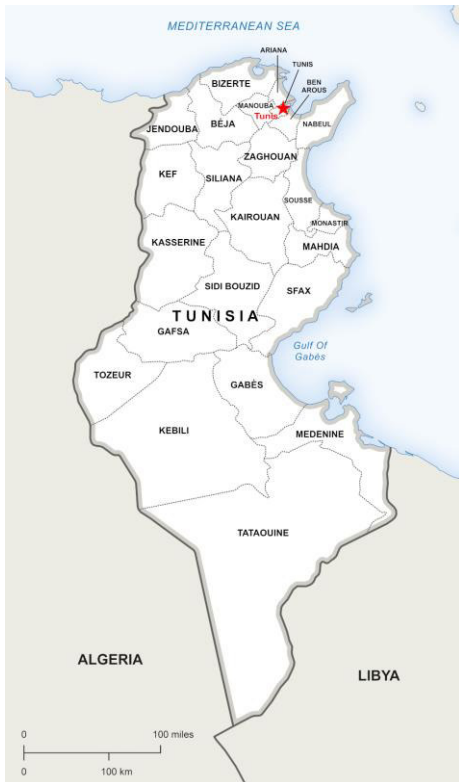 MEDITERRANEAN SEA
ARIANA
TUNIS
BIZERTE
BEN
AROUS
MANOUBA
Tunis
NABEUL
JENDOUBA
BÉJA
ZAGHOUAN
KEF
SILIANA
SOUSSE
KAIROUAN
MONASTIR
KASSERINE
MAHDIA
SIDI BOUZID
SFAX
TUNISIA
GAFSA
Gulf Of
Gabès
TOZEUR
GABÈS
KEBILI
MEDENINE
TATAOUINE
ALGERIA
LIBYA
0 100 miles
0 100 km